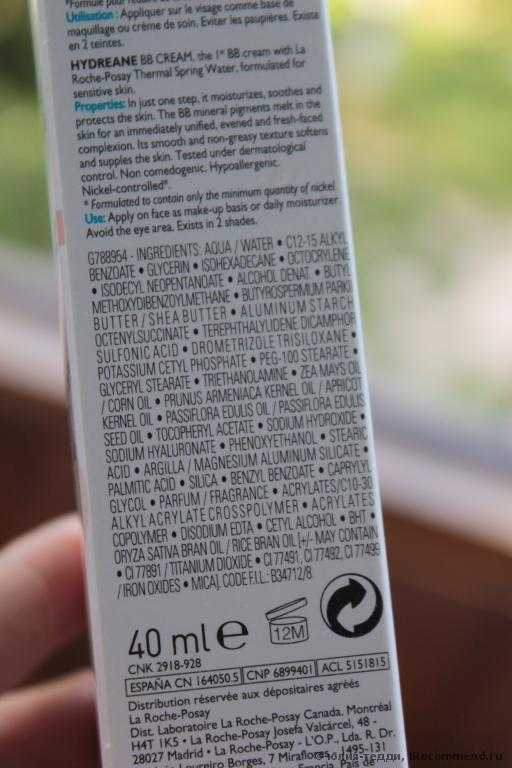 *Formule pour réduire
Utilisation : Appliquer sur le visage comme base de
maquillage ou crème de soin. Eviter les paupières. Existe
en 2 teintes.
HYDREANE BB CREAM, the 1st BB cream with La
Roche-Posay Thermal Spring Water, formulated for
sensitive skin.
Properties: In just one step, it moisturizes, soothes and
protects the skin. The BB mineral pigments melt in the
skin for an immediately unified, evened and fresh-faced
complexion. Its smooth and non-greasy texture softens
and supples the skin. Tested under dermatological
control. Non comedogenic. Hypoallergenic.
Nickel-controlled*.
* Formulated to contain only the minimum quantity of nickel.
Use: Apply on face as make-up basis or daily moisturizer.
Avoid the eye area. Exists in 2 shades.
G788954 - INGREDIENTS: AQUA / WATER • C12-15 ALKYL
BENZOATE • GLYCERIN • ISOHEXADECANE • OCTOCRYLENE
• ISODECYL NEOPENTANOATE • ALCOHOL DENAT. • BUTYL
METHOXYDIBENZOYLMETHANE • BUTYROSPERMUM PARKII
BUTTER / SHEA BUTTER • ALUMINUM STARCH
OCTENYLSUCCINATE • TEREPHTHALYLIDENE DICAMPHOR
SULFONIC ACID • DROMETRIZOLE TRISILOXANE •
POTASSIUM CETYL PHOSPHATE • PEG-100 STEARATE •
GLYCERYL STEARATE • TRIETHANOLAMINE • ZEA MAYS OIL
/ CORN OIL • PRUNUS ARMENIACA KERNEL OIL / APRICOT
KERNEL OIL • PASSIFLORA EDULIS OIL / PASSIFLORA EDULIS
SEED OIL • TOCOPHERYL ACETATE • SODIUM HYDROXIDE •
SODIUM HYALURONATE • PHENOXYETHANOL • STEARIC
ACID • ARGILLA / MAGNESIUM ALUMINUM SILICATE •
PALMITIC ACID • SILICA • BENZYL BENZOATE • CAPRYLYL
GLYCOL • PARFUM / FRAGRANCE • ACRYLATES/C10-30
ALKYL ACRYLATE CROSSPOLYMER • ACRYLATES
COPOLYMER • DISODIUM EDTA • CETYL ALCOHOL • BHT •
ORYZA SATIVA BRAN OIL / RICE BRAN OIL [+/- MAY CONTAIN
• CI 77891 / TITANIUM DIOXIDE • CI 77491, CI 77492, CI 77499
/ IRON OXIDES • MICA]. CODE F.I.L.: B34712/8
40 ml e
12M
CNK 2918-928
ESPAÑA CN 164050.5 CNP 6899401 ACL 5151815
Distribution réservée aux dépositaires agréés
La Roche-Posay
Dist. Laboratoire La Roche-Posay Canada, Montréal
H4T 1K5 • La Roche-Posay Josefa Valcárcel, 48 -
28027 Madrid • La Roche-Posay - L'O.P., Lda. R. Dr.
Loureiro Borges, 7 Miraflores, 1495-131
País de
Recommend.ru